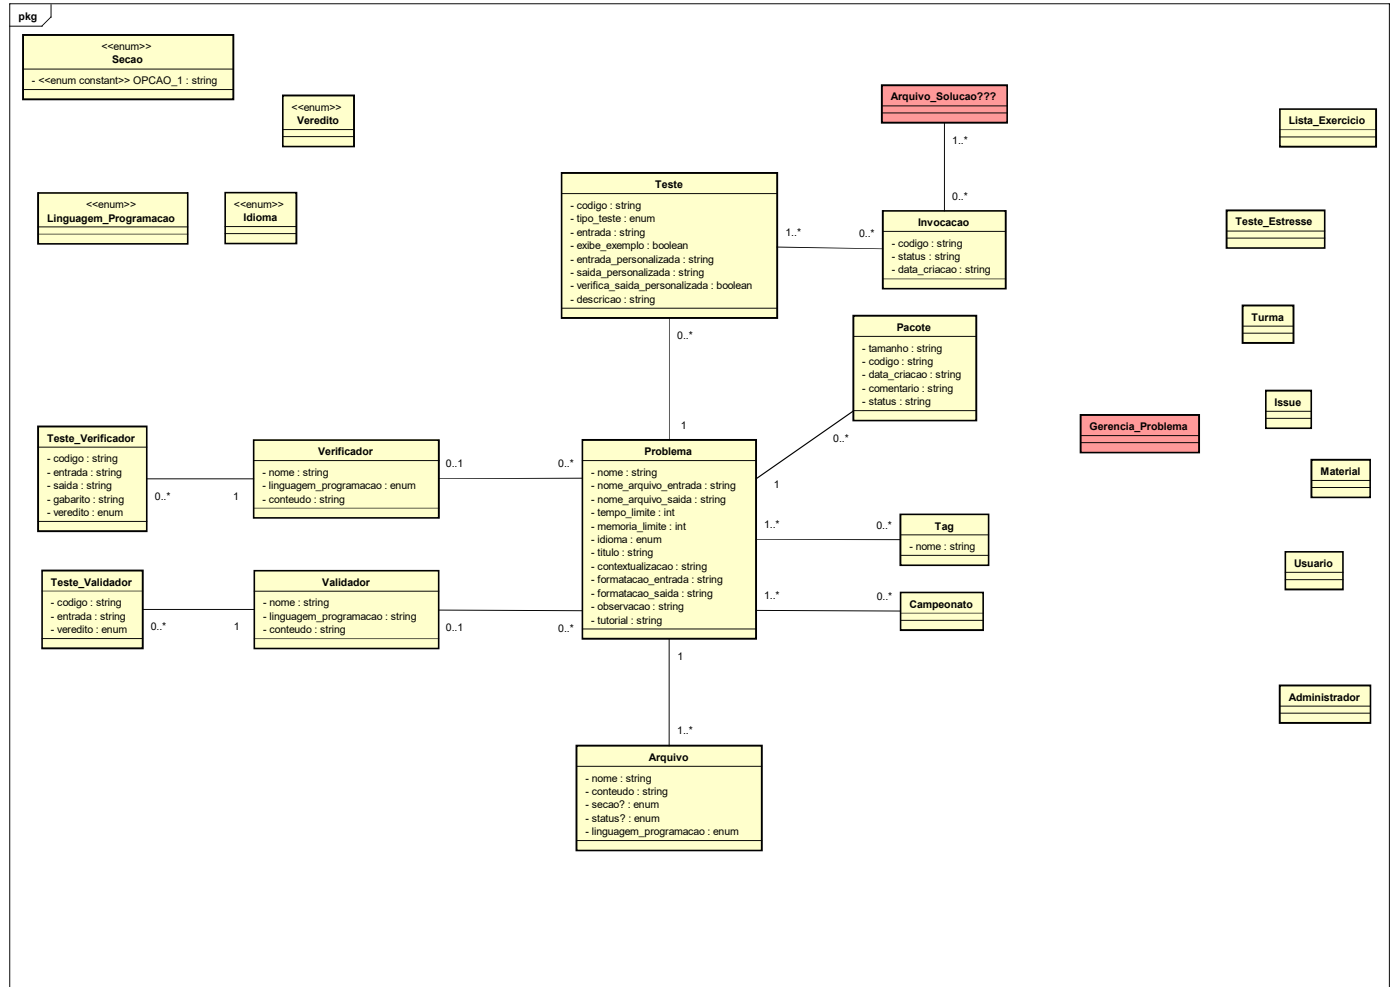 pkg
<<enum>>
Secao
- <<enum constant>> OPCAO_1 : string
<<enum>>
Veredito
<<enum>>
Linguagem_Programacao
<<enum>>
Idioma
Arquivo_Solucao???
1..*
0..*
Lista_Exercicio
Teste
- codigo : string
- tipo_teste : enum
- entrada : string
- exibe_exemplo : boolean
- entrada_personalizada : string
- saida_personalizada : string
- verifica_saida_personalizada : boolean
- descricao : string
1..*
0..*
Invocacao
- codigo : string
- status : string
- data_criacao : string
Teste_Estresse
0..*
1
Pacote
- tamanho : string
- codigo : string
- data_criacao : string
- comentario : string
- status : string
0..*
1
Turma
Issue
Gerencia_Problema
Material
Teste_Verificador
- codigo : string
- entrada : string
- saida : string
- gabarito : string
- veredito : enum
0..*
1
Verificador
- nome : string
- linguagem_programacao : enum
- conteudo : string
0..1
0..*
Problema
- nome : string
- nome_arquivo_entrada : string
- nome_arquivo_saida : string
- tempo_limite : int
- memoria_limite : int
- idioma : enum
- titulo : string
- contextualizacao : string
- formatacao_entrada : string
- formatacao_saida : string
- observacao : string
- tutorial : string
1..*
0..*
Tag
- nome : string
Usuario
1..*
0..*
Campeonato
Teste_Validador
- codigo : string
- entrada : string
- veredito : enum
0..*
1
Validador
- nome : string
- linguagem_programacao : string
- conteudo : string
0..1
0..*
1
1..*
Administrador
Arquivo
- nome : string
- conteudo : string
- secao? : enum
- status? : enum
- linguagem_programacao : enum